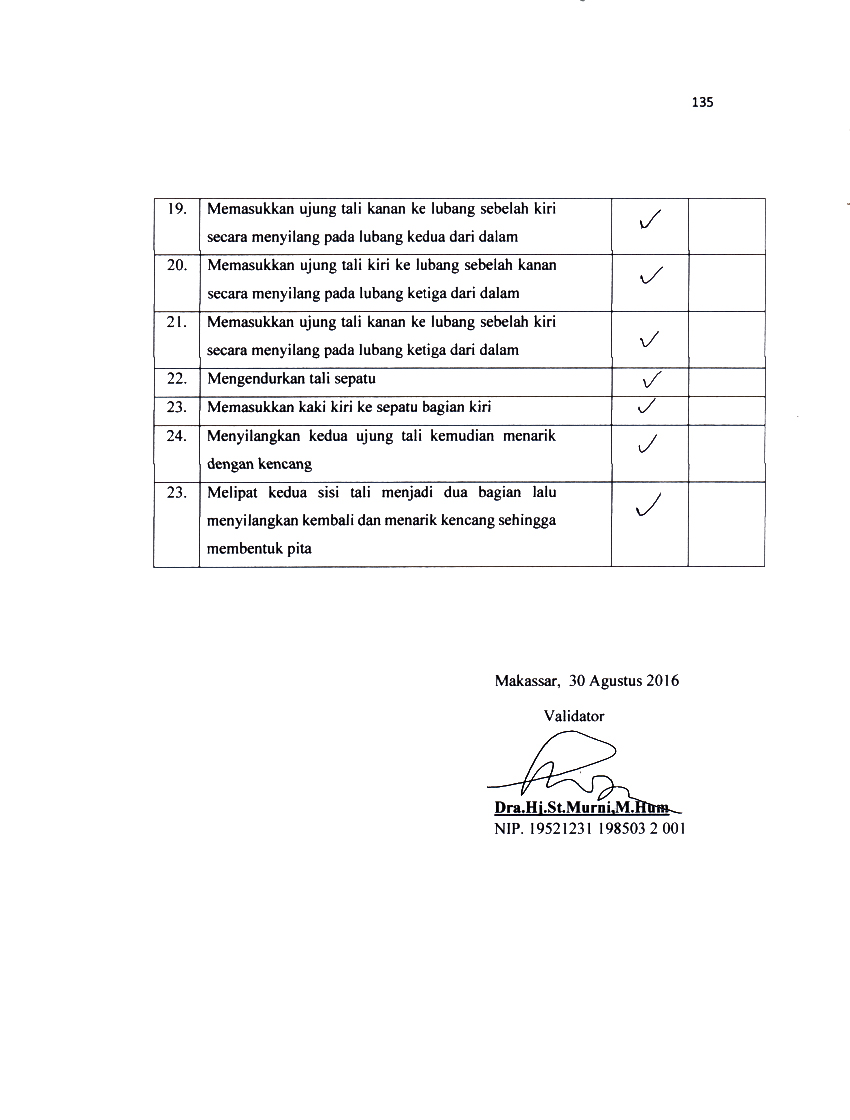 135
19. Memasukkan ujung tali kanan ke lubang sebelah kiri
secara menyilang pada lubang kedua dari dalam
20. Memasukkan ujung tali kiri ke lubang sebelah kanan
secara menyilang pada lubang ketiga dari dalam
21. Memasukkan ujung tali kanan ke lubang sebelah kiri
secara menyilang pada lubang ketiga dari dalam
22. Mengendurkan tali sepatu
23. Memasukkan kaki kiri ke sepatu bagian kiri
24. Menyilangkan kedua ujung tali kemudian menarik
dengan kencang
23. Melipat kedua sisi tali menjadi dua bagian lalu
menyilangkan kembali dan menarik kencang sehingga
membentuk pita
Makassar, 30 Agustus 2016
Validator
Dra.Hj.St.Murni,M.Hum
NIP. 19521231 198503 2 001